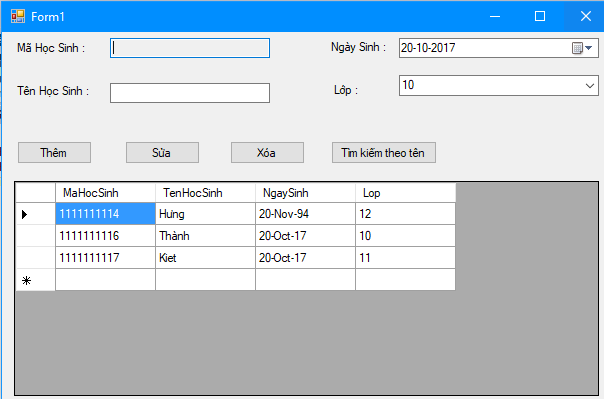 Form1
Mã Học Sinh :
Ngày Sinh :
20-10-2017
Tên Học Sinh :
Lớp :
10
Thêm Sửa Xóa Tìm kiếm theo tên
MaHocSinh TenHocSinh NgaySinh Lop
1111111114 Hưng 20-Nov-94 12
1111111116 Thành 20-Oct-17 10
1111111117 Kiet 20-Oct-17 11